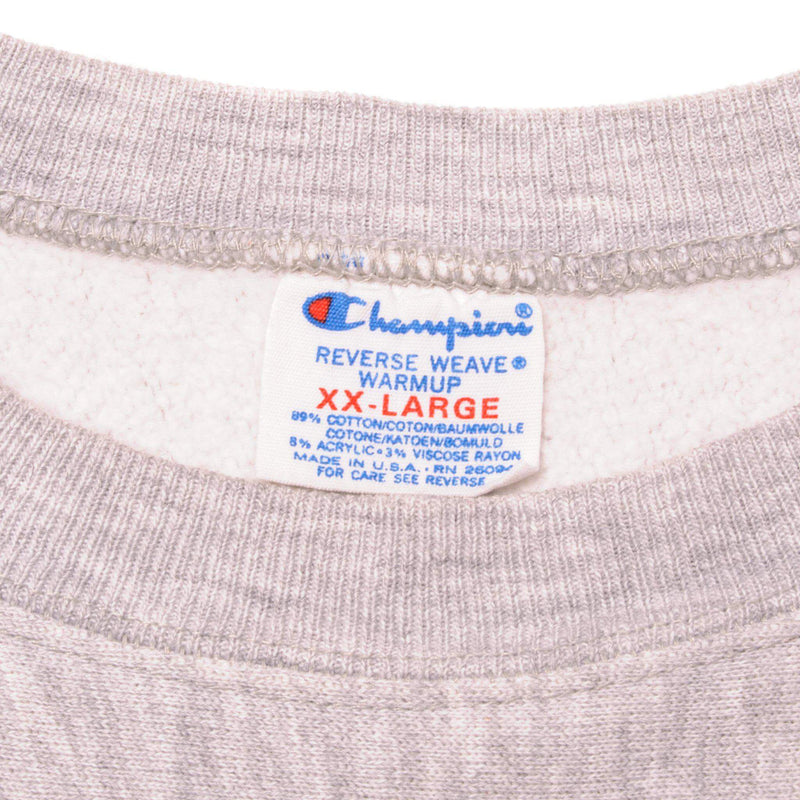 Champion®
REVERSE WEAVE®
WARMUP
XX-LARGE
89% COTTON/COTON/BAUMWOLLE
COTONE/KATOEN/BOMULD
8% ACRYLIC • 3% VISCOSE RAYON
MADE IN U.S.A. • RN 26094
FOR CARE SEE REVERSE